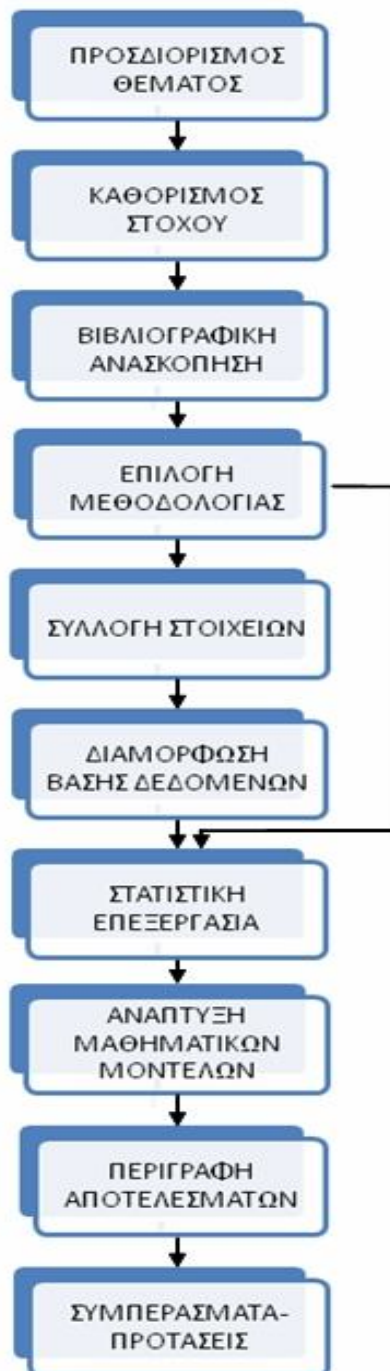 ΠΡΟΣΔΙΟΡΙΣΜΟΣ
ΘΕΜΑΤΟΣ
ΚΑΘΟΡΙΣΜΟΣ
ΣΤΟΧΟΥ
ΒΙΒΛΙΟΓΡΑΦΙΚΗ
ΑΝΑΣΚΟΠΗΣΗ
ΕΠΙΛΟΓΗ
ΜΕΘΟΔΟΛΟΓΙΑΣ
ΣΥΛΛΟΓΗ ΣΤΟΙΧΕΙΩΝ
ΔΙΑΜΟΡΦΩΣΗ
ΒΑΣΗΣ ΔΕΔΟΜΕΝΩΝ
ΣΤΑΤΙΣΤΙΚΗ
ΕΠΕΞΕΡΓΑΣΙΑ
ΑΝΑΠΤΥΞΗ
ΜΑΘΗΜΑΤΙΚΩΝ
ΜΟΝΤΕΛΩΝ
ΠΕΡΙΓΡΑΦΗ
ΑΠΟΤΕΛΕΣΜΑΤΩΝ
ΣΥΜΠΕΡΑΣΜΑΤΑ-
ΠΡΟΤΑΣΕΙΣ